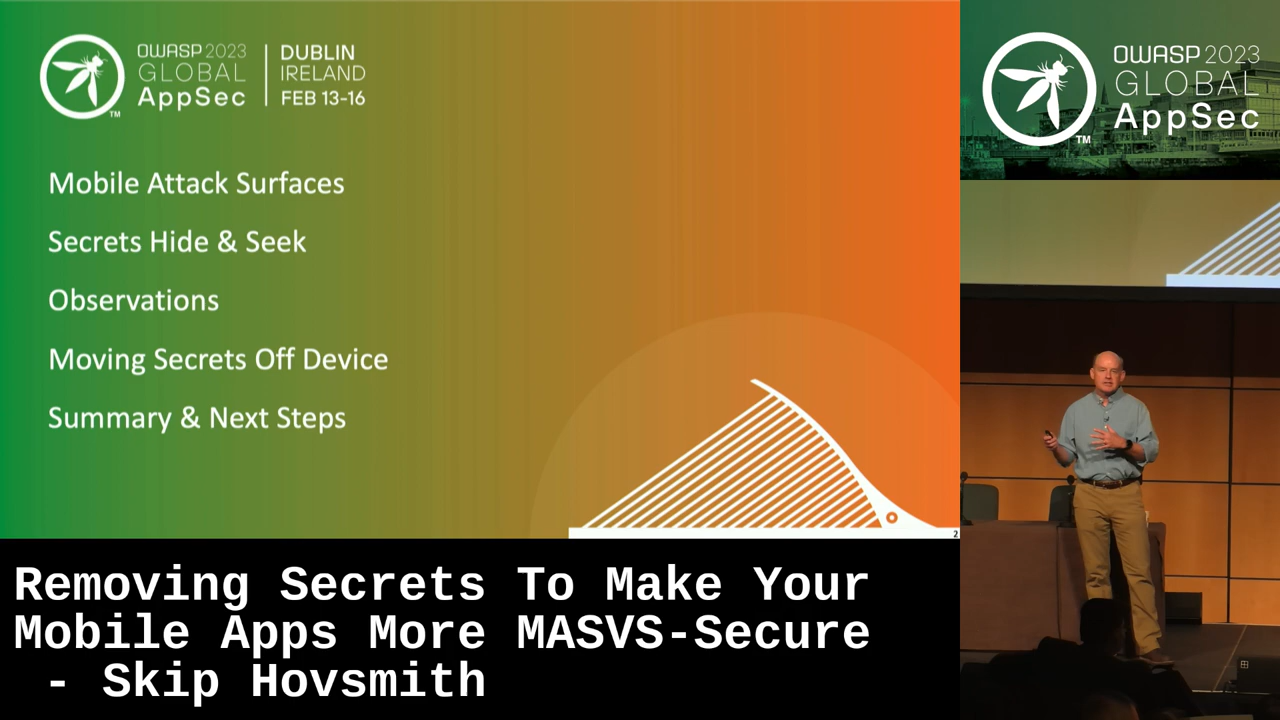 OWASP 2023
GLOBAL
AppSec
TM
DUBLIN
IRELAND
FEB 13-16
Mobile Attack Surfaces
Secrets Hide & Seek
Observations
Moving Secrets Off Device
Summary & Next Steps
2
OWASP 2023
GLOBAL
AppSec
TM
Removing Secrets To Make Your
Mobile Apps More MASVS-Secure
- Skip Hovsmith